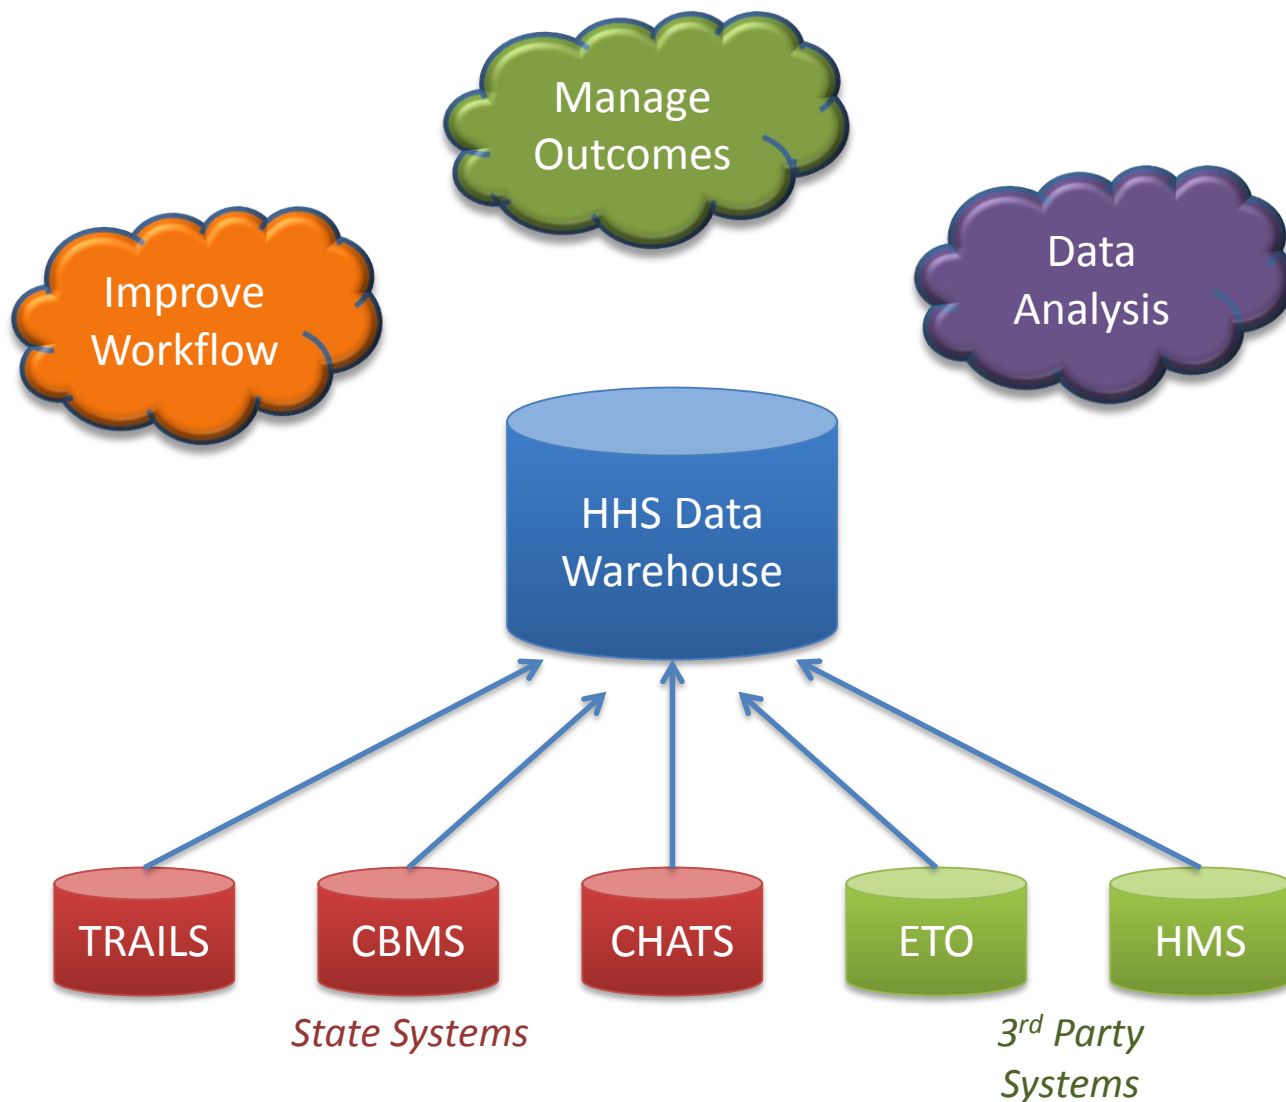 Manage
Outcomes
Improve
Workflow
Data
Analysis
HHS Data
Warehouse
TRAILS
CBMS
CHATS
ETO
HMS
State Systems
3rd Party
Systems